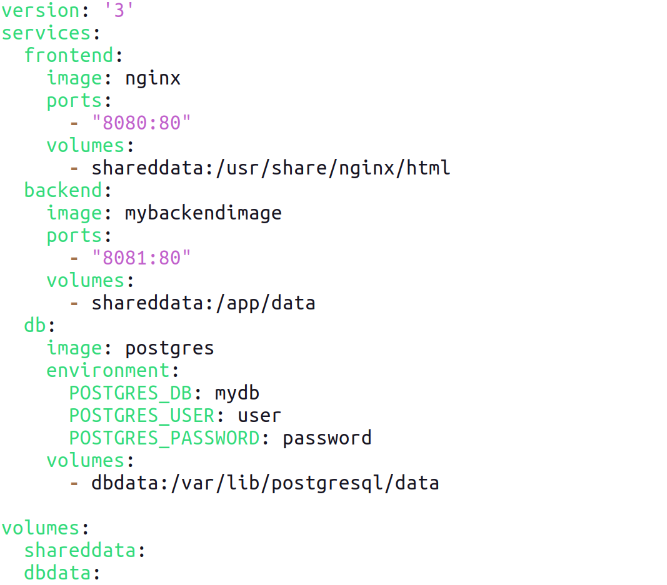 version: '3'
services:
  frontend:
    image: nginx
    ports:
      - "8080:80"
    volumes:
      - shareddata:/usr/share/nginx/html
  backend:
    image: mybackendimage
    ports:
      - "8081:80"
    volumes:
      - shareddata:/app/data
  db:
    image: postgres
    environment:
      POSTGRES_DB: mydb
      POSTGRES_USER: user
      POSTGRES_PASSWORD: password
    volumes:
      - dbdata:/var/lib/postgresql/data

volumes:
  shareddata:
  dbdata: